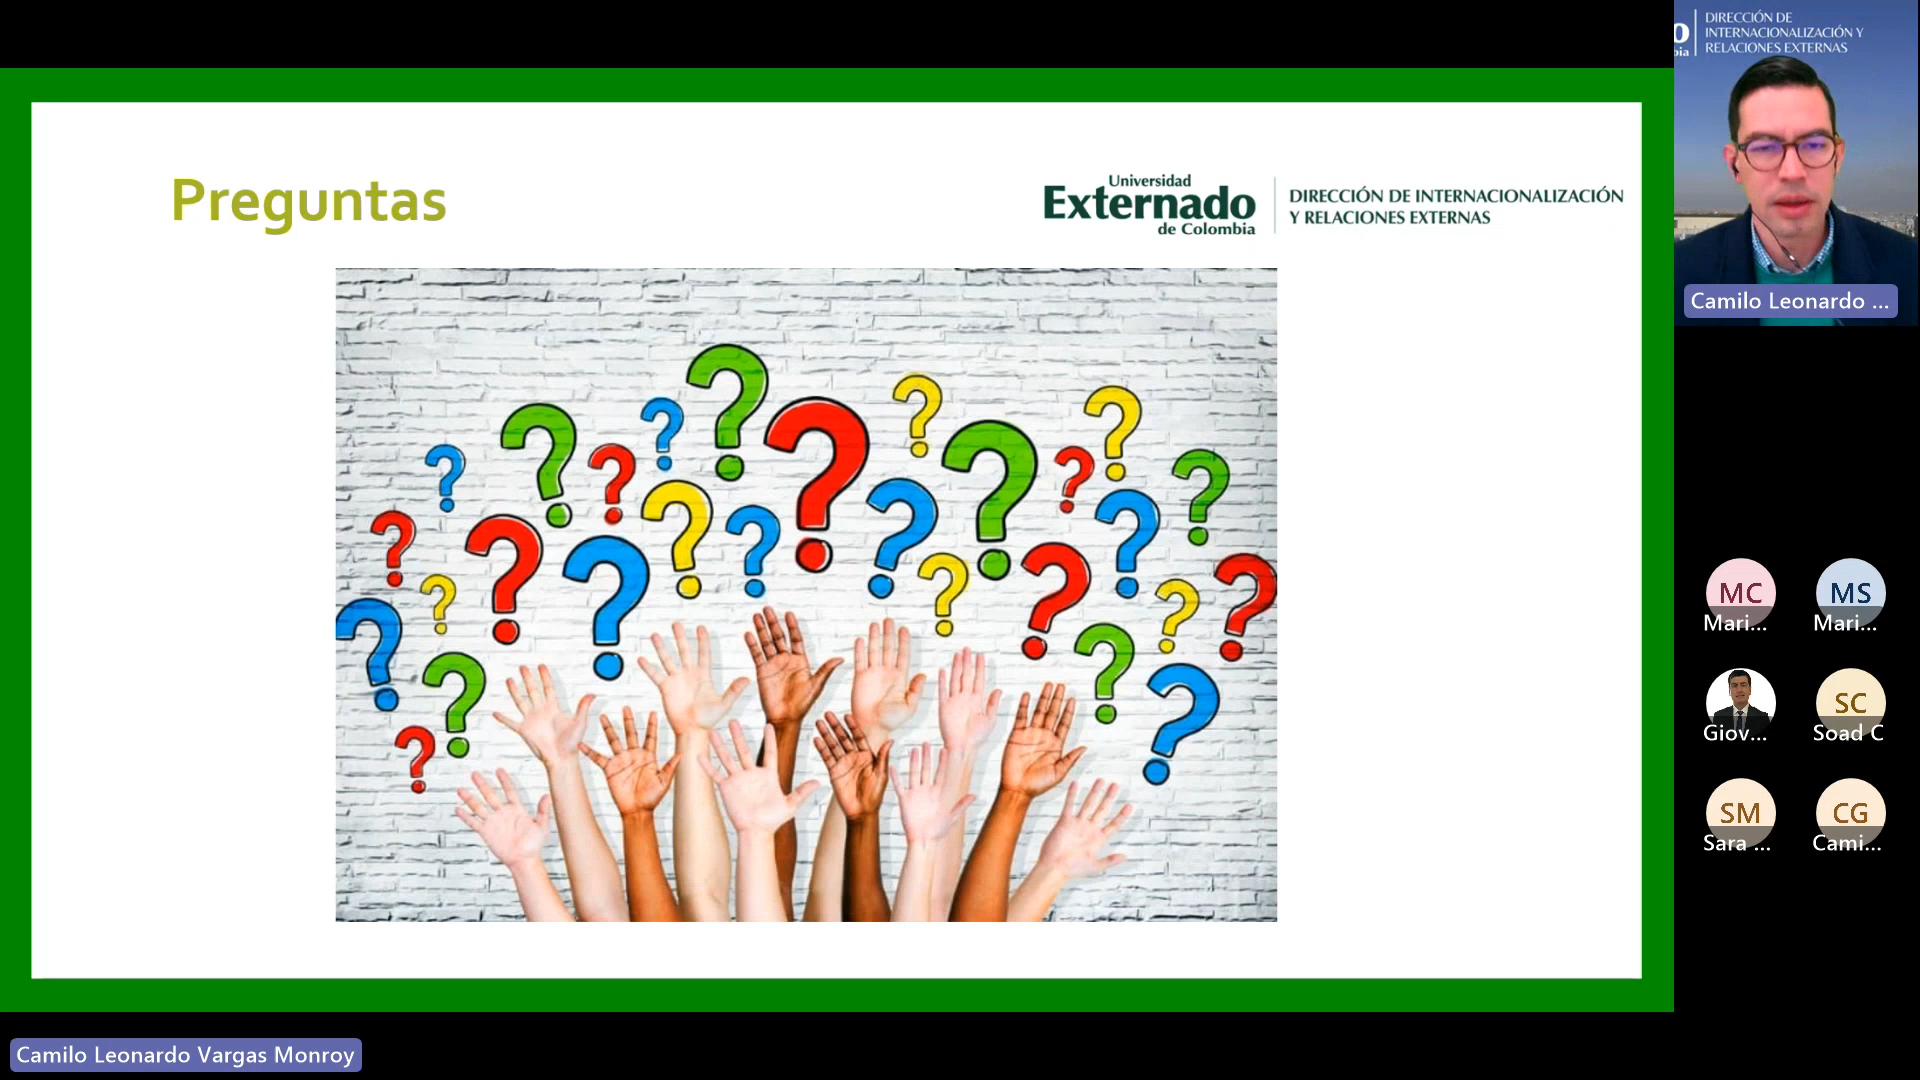 Preguntas
Universidad
Externado
de Colombia
DIRECCIÓN DE INTERNACIONALIZACIÓN
Y RELACIONES EXTERNAS
DIRECCIÓN DE
INTERNACIONALIZACIÓN Y
RELACIONES EXTERNAS
Camilo Leonardo ...
MC
Mari...
MS
Mari...
Giov...
SC
Soad C
SM
Sara ...
CG
Cami...
Camilo Leonardo Vargas Monroy